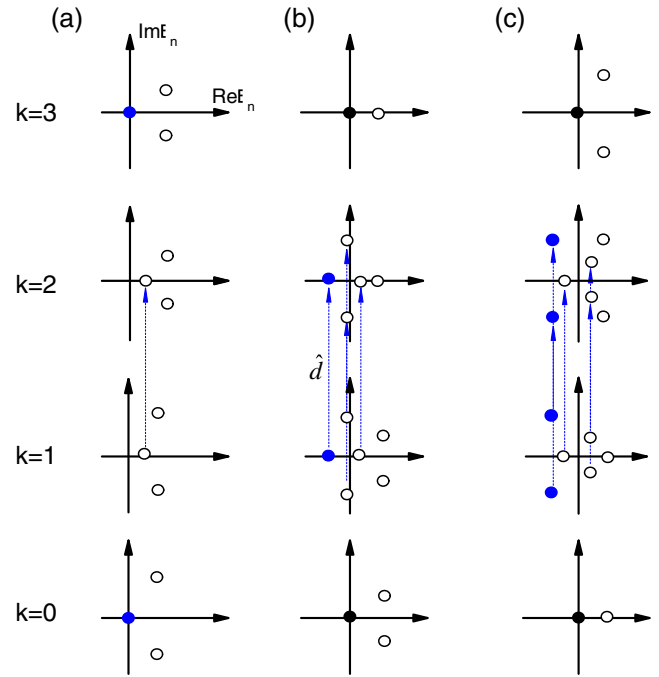 (a) (b) (c)
ImE_n
ReE_n
k=3
k=2
d̂
k=1
k=0